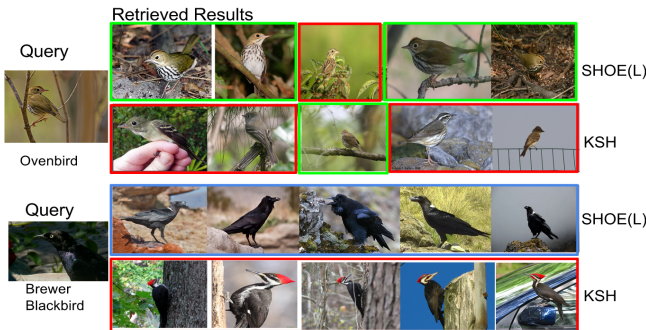 Retrieved Results
Query
SHOE(L)
Ovenbird
KSH
Query
SHOE(L)
Brewer
Blackbird
KSH